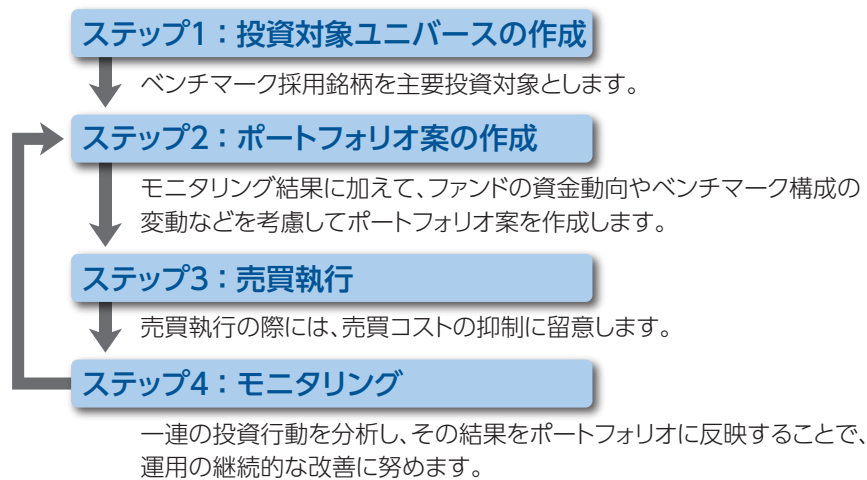 ステップ1：投資対象ユニバースの作成
ベンチマーク採用銘柄を主要投資対象とします。
ステップ2：ポートフォリオ案の作成
モニタリング結果に加えて、ファンドの資金動向やベンチマーク構成の
変動などを考慮してポートフォリオ案を作成します。
ステップ3：売買執行
売買執行の際には、売買コストの抑制に留意します。
ステップ4：モニタリング
一連の投資行動を分析し、その結果をポートフォリオに反映することで、
運用の継続的な改善に努めます。